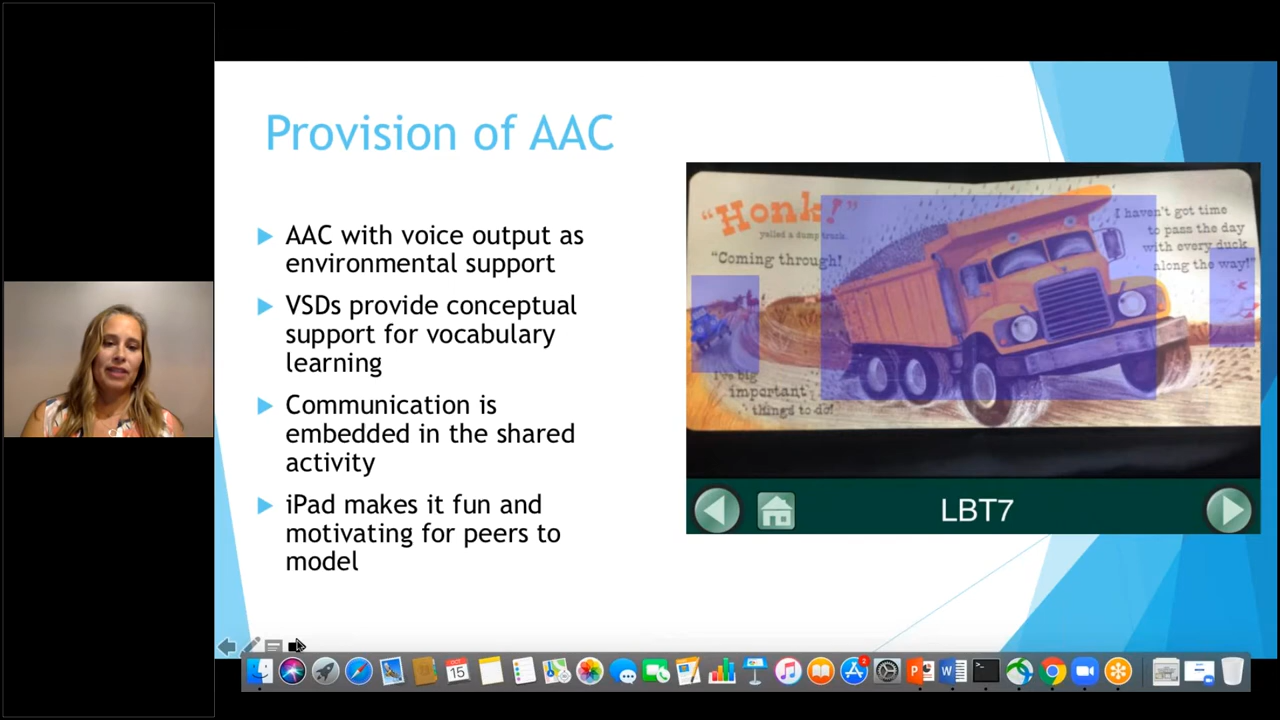 Provision of AAC
AAC with voice output as
environmental support
VSDs provide conceptual
support for vocabulary
learning
Communication is
embedded in the shared
activity
iPad makes it fun and
motivating for peers to
model
“Honk!”
yelled a dump truck.
“Coming through!
I've big
important
things to do!
I haven't got time
to pass the day
with every duck
along the way!”
LBT7
OCT
15
2